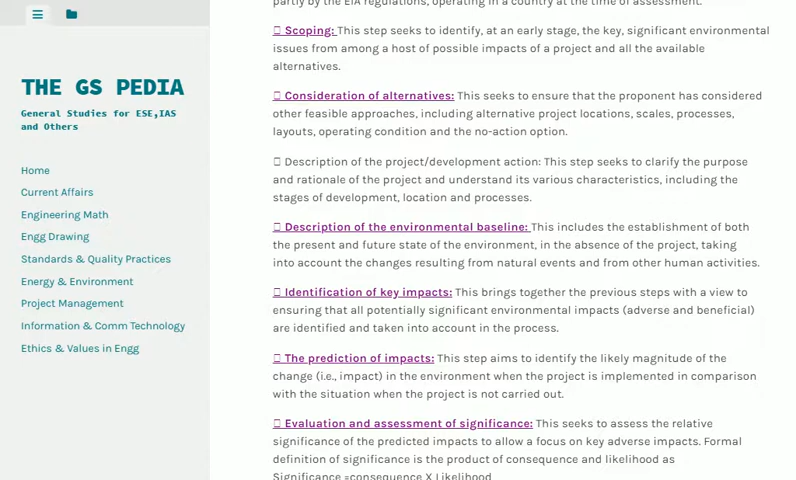 THE GS PEDIA
General Studies for ESE,IAS
and Others
Home
Current Affairs
Engineering Math
Engg Drawing
Standards & Quality Practices
Energy & Environment
Project Management
Information & Comm Technology
Ethics & Values in Engg
partly by the EIA regulations, operating in a country at the time of assessment.
Scoping: This step seeks to identify, at an early stage, the key, significant environmental
issues from among a host of possible impacts of a project and all the available
alternatives.
Consideration of alternatives: This seeks to ensure that the proponent has considered
other feasible approaches, including alternative project locations, scales, processes,
layouts, operating condition and the no-action option.
Description of the project/development action: This step seeks to clarify the purpose
and rationale of the project and understand its various characteristics, including the
stages of development, location and processes.
Description of the environmental baseline: This includes the establishment of both
the present and future state of the environment, in the absence of the project, taking
into account the changes resulting from natural events and from other human activities.
Identification of key impacts: This brings together the previous steps with a view to
ensuring that all potentially significant environmental impacts (adverse and beneficial)
are identified and taken into account in the process.
The prediction of impacts: This step aims to identify the likely magnitude of the
change (i.e., impact) in the environment when the project is implemented in comparison
with the situation when the project is not carried out.
Evaluation and assessment of significance: This seeks to assess the relative
significance of the predicted impacts to allow a focus on key adverse impacts. Formal
definition of significance is the product of consequence and likelihood as
Significance =consequence X Likelihood